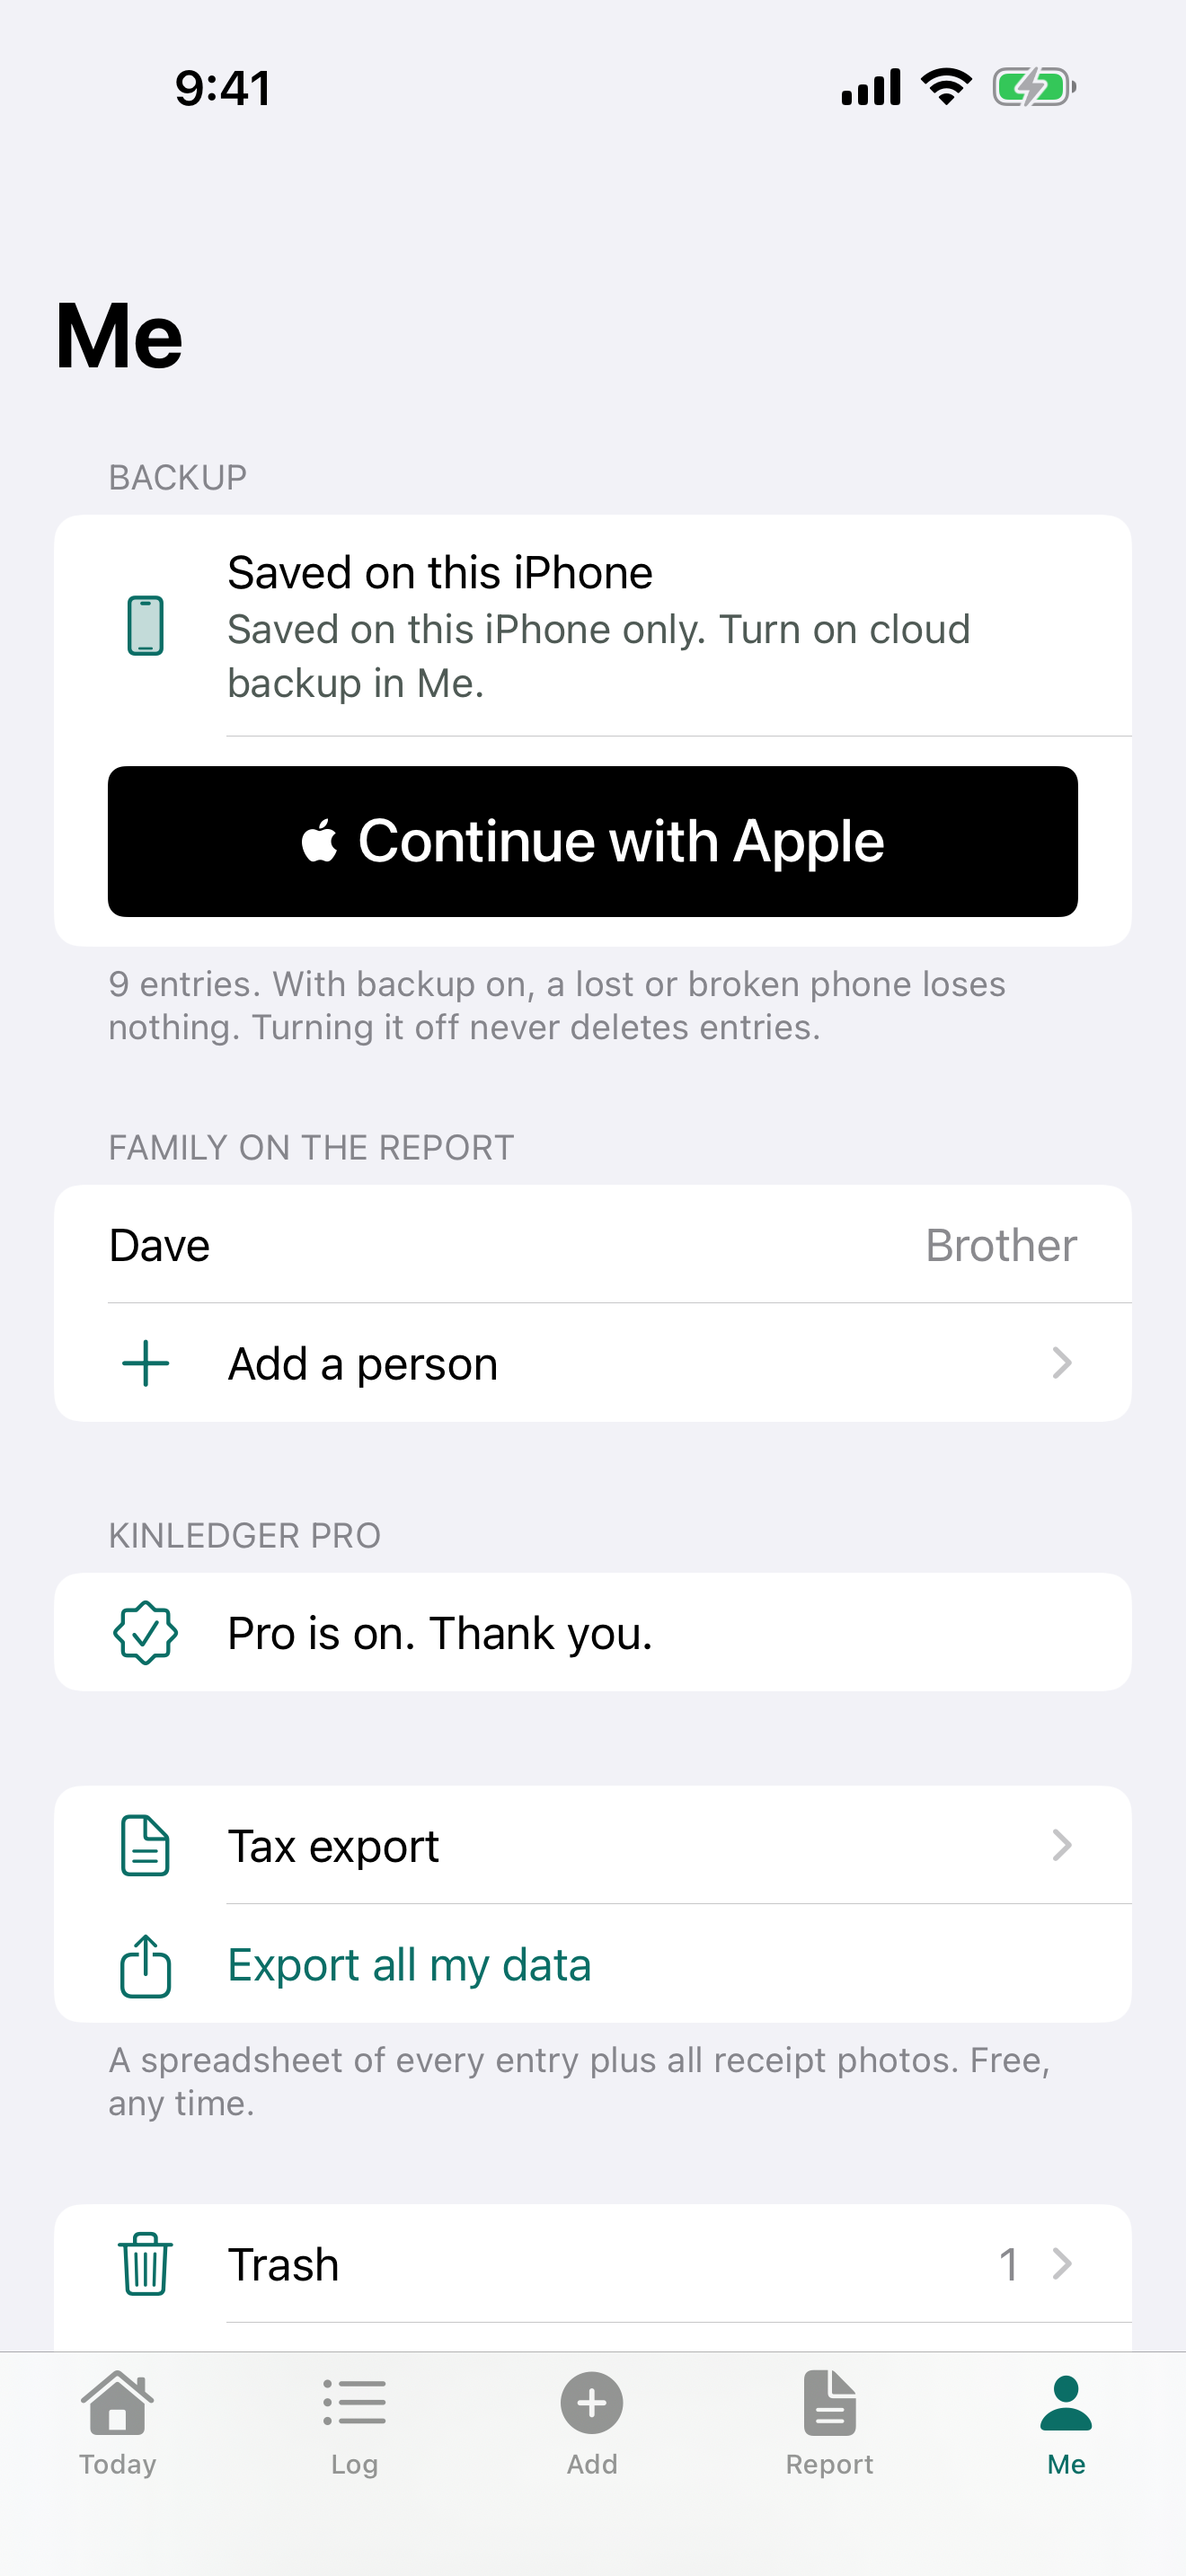 9:41
Me
BACKUP
Saved on this iPhone
Saved on this iPhone only. Turn on cloud
backup in Me.
Continue with Apple
9 entries. With backup on, a lost or broken phone loses
nothing. Turning it off never deletes entries.
FAMILY ON THE REPORT
Dave Brother
Add a person
KINLEDGER PRO
Pro is on. Thank you.
Tax export
Export all my data
A spreadsheet of every entry plus all receipt photos. Free,
any time.
Trash 1
Today Log Add Report Me